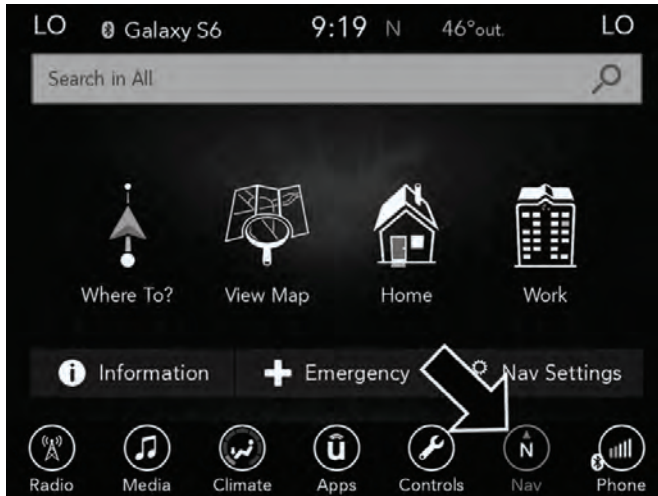 LO Galaxy S6 9:19 N 46°out. LO
Search in All
Where To? View Map Home Work
i Information Emergency Nav Settings
ū N
Radio Media Climate Apps Controls Nav Phone